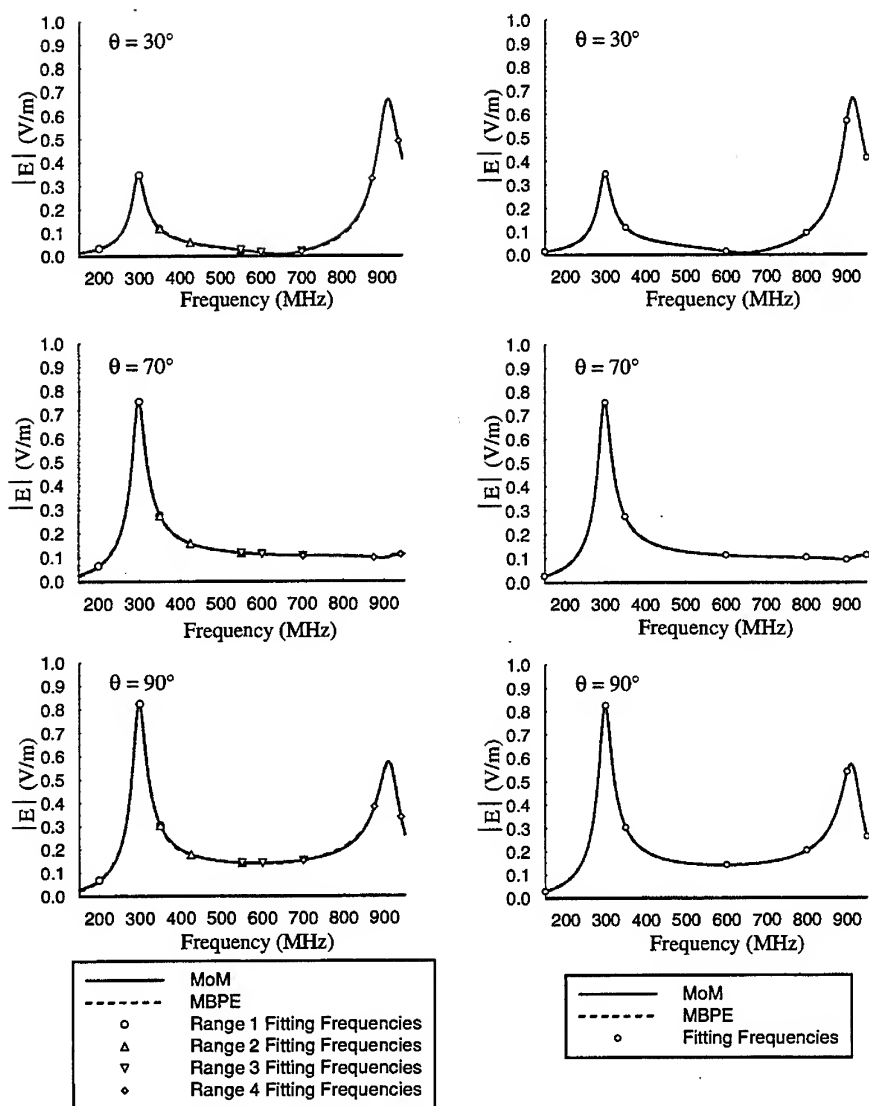 1.0
0.9
0.8
0.7
0.6
0.5
0.4
0.3
0.2
0.1
0.0
|E| (V/m)
θ = 30°
200 300 400 500 600 700 800 900
Frequency (MHz)
1.0
0.9
0.8
0.7
0.6
0.5
0.4
0.3
0.2
0.1
0.0
|E| (V/m)
θ = 30°
200 300 400 500 600 700 800 900
Frequency (MHz)
1.0
0.9
0.8
0.7
0.6
0.5
0.4
0.3
0.2
0.1
0.0
|E| (V/m)
θ = 70°
200 300 400 500 600 700 800 900
Frequency (MHz)
1.0
0.9
0.8
0.7
0.6
0.5
0.4
0.3
0.2
0.1
0.0
|E| (V/m)
θ = 70°
200 300 400 500 600 700 800 900
Frequency (MHz)
1.0
0.9
0.8
0.7
0.6
0.5
0.4
0.3
0.2
0.1
0.0
|E| (V/m)
θ = 90°
200 300 400 500 600 700 800 900
Frequency (MHz)
1.0
0.9
0.8
0.7
0.6
0.5
0.4
0.3
0.2
0.1
0.0
|E| (V/m)
θ = 90°
200 300 400 500 600 700 800 900
Frequency (MHz)
MoM
MBPE
Range 1 Fitting Frequencies
Range 2 Fitting Frequencies
Range 3 Fitting Frequencies
Range 4 Fitting Frequencies
MoM
MBPE
Fitting Frequencies